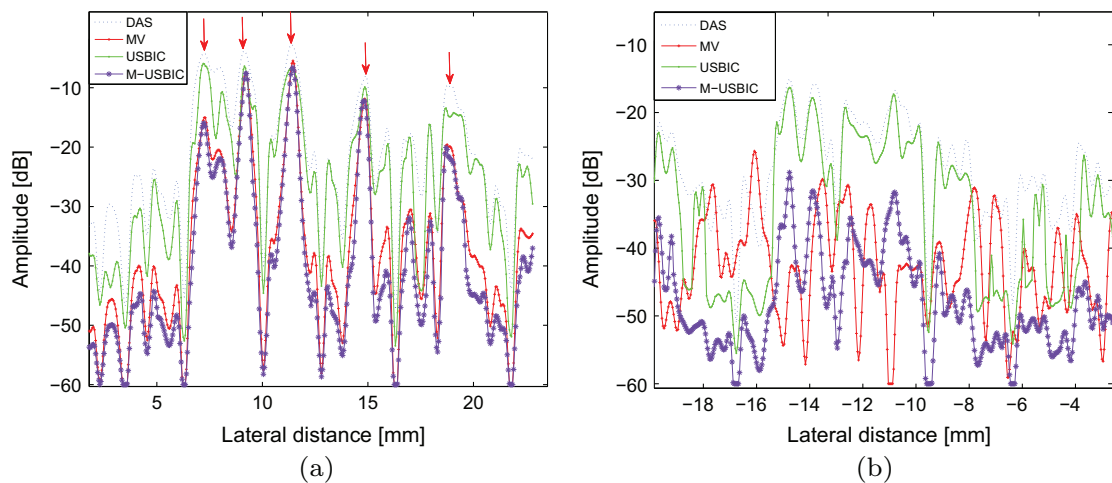 DAS
MV
USBIC
M−USBIC
−10
−20
−30
−40
−50
−60
Amplitude [dB]
5
10
15
20
Lateral distance [mm]
(a)
DAS
MV
USBIC
M−USBIC
−10
−20
−30
−40
−50
−60
Amplitude [dB]
−18
−16
−14
−12
−10
−8
−6
−4
Lateral distance [mm]
(b)